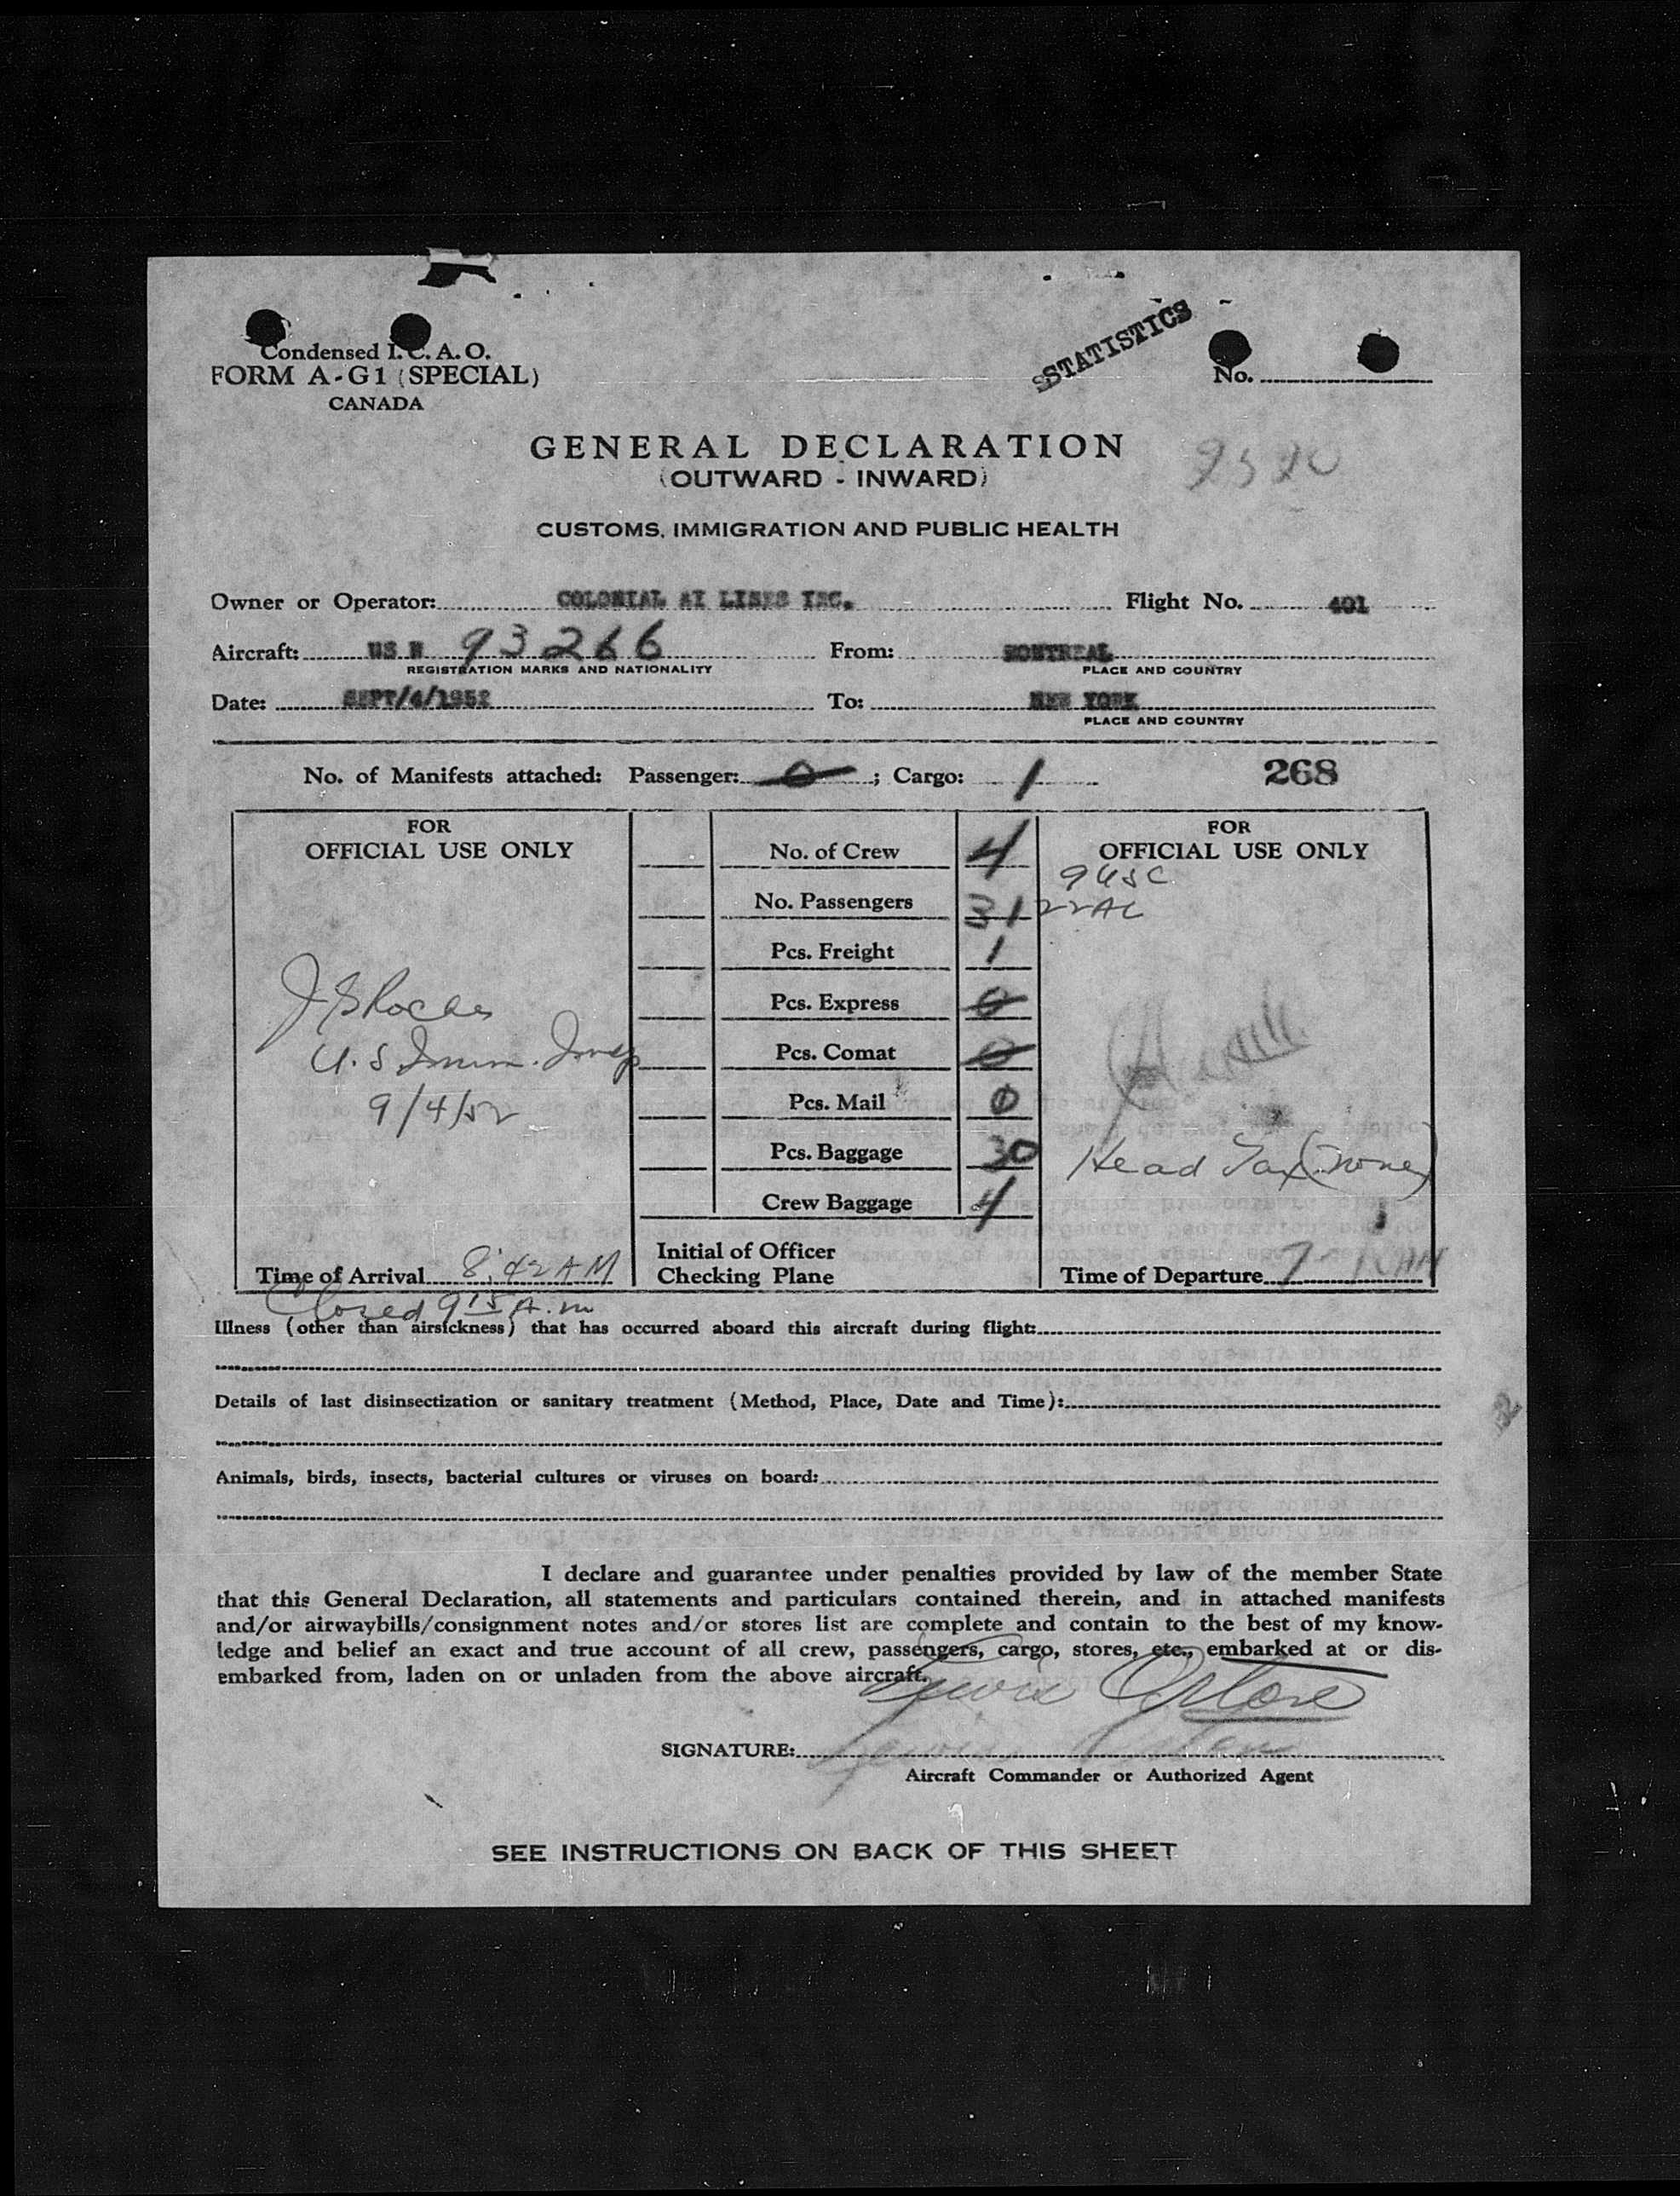 Condensed I.C.A.O.
FORM A-G1 (SPECIAL)
CANADA
STATISTICS
No.
GENERAL DECLARATION
(OUTWARD - INWARD)
CUSTOMS, IMMIGRATION AND PUBLIC HEALTH
Owner or Operator: COLONIAL AI LINES INC. Flight No. 401
Aircraft: US N 93266 From: MONTREAL
REGISTRATION MARKS AND NATIONALITY PLACE AND COUNTRY
Date: SEPT/4/1952 To: NEW YORK
PLACE AND COUNTRY
No. of Manifests attached: Passenger: 0 ; Cargo: 1 268
FOR
OFFICIAL USE ONLY
No. of Crew 4
FOR
OFFICIAL USE ONLY
9 USC
No. Passengers 31 22 AC
Pcs. Freight 1
Pcs. Express 0
U.S Imm. Insp
Pcs. Comat 0
9/4/52
Pcs. Mail 0
Pcs. Baggage 30
Head Tax (none)
Crew Baggage 4
Time of Arrival 8:42 AM
Initial of Officer
Checking Plane
Time of Departure 7-
Closed 915 A.m
Illness (other than airsickness) that has occurred aboard this aircraft during flight:
Details of last disinsectization or sanitary treatment (Method, Place, Date and Time):
Animals, birds, insects, bacterial cultures or viruses on board:
I declare and guarantee under penalties provided by law of the member State
that this General Declaration, all statements and particulars contained therein, and in attached manifests
and/or airwaybills/consignment notes and/or stores list are complete and contain to the best of my know-
ledge and belief an exact and true account of all crew, passengers, cargo, stores, etc., embarked at or dis-
embarked from, laden on or unladen from the above aircraft.
SIGNATURE:
Aircraft Commander or Authorized Agent
SEE INSTRUCTIONS ON BACK OF THIS SHEET